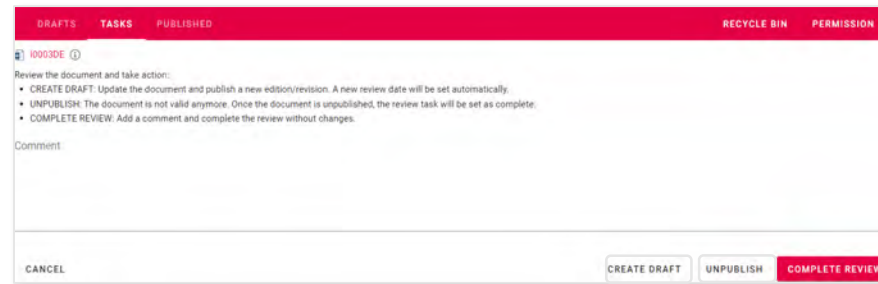 DRAFTS TASKS PUBLISHED RECYCLE BIN PERMISSION
i0003DE
Review the document and take action:
• CREATE DRAFT: Update the document and publish a new edition/revision. A new review date will be set automatically.
• UNPUBLISH: The document is not valid anymore. Once the document is unpublished, the review task will be set as complete.
• COMPLETE REVIEW: Add a comment and complete the review without changes.
Comment
CANCEL CREATE DRAFT UNPUBLISH COMPLETE REVIEW